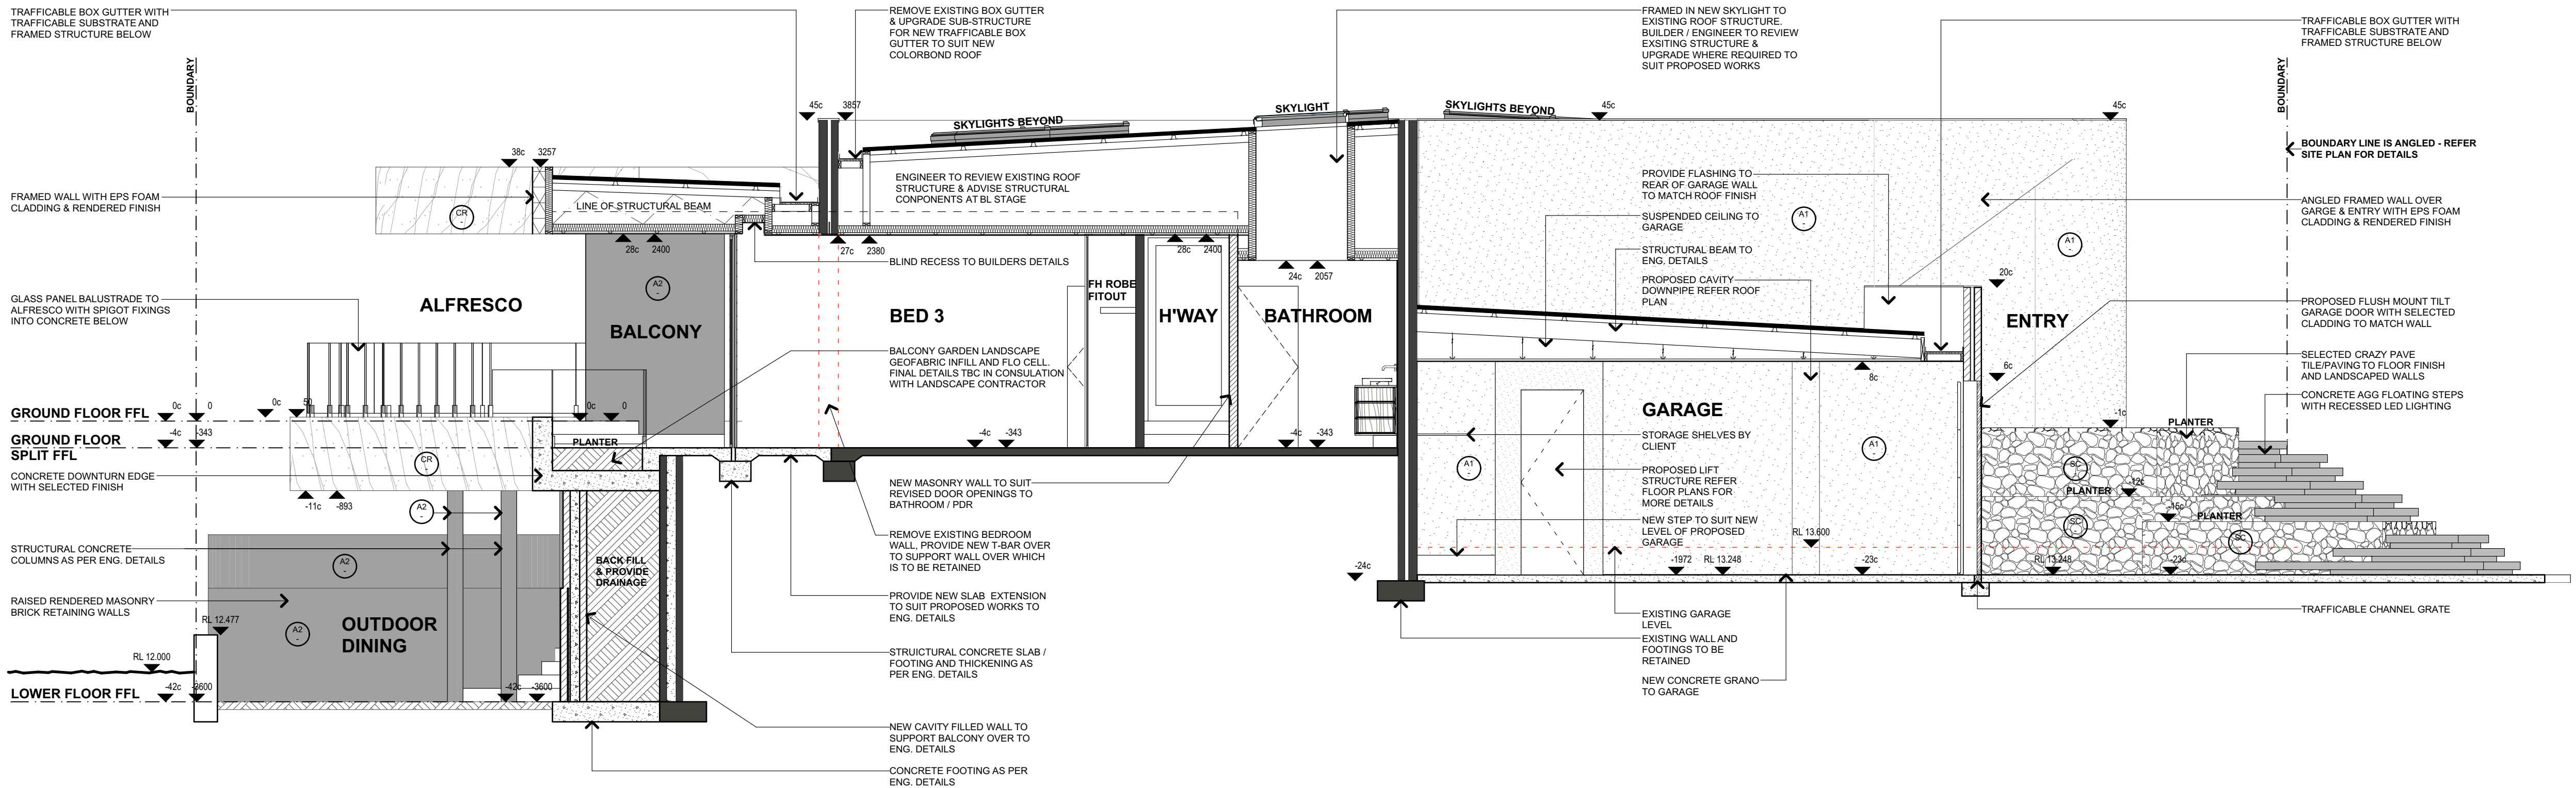 TRAFFICABLE BOX GUTTER WITH
TRAFFICABLE SUBSTRATE AND
FRAMED STRUCTURE BELOW
REMOVE EXISTING BOX GUTTER
& UPGRADE SUB-STRUCTURE
FOR NEW TRAFFICABLE BOX
GUTTER TO SUIT NEW
COLORBOND ROOF
FRAMED IN NEW SKYLIGHT TO
EXISTING ROOF STRUCTURE.
BUILDER / ENGINEER TO REVIEW
EXSITING STRUCTURE &
UPGRADE WHERE REQUIRED TO
SUIT PROPOSED WORKS
TRAFFICABLE BOX GUTTER WITH
TRAFFICABLE SUBSTRATE AND
FRAMED STRUCTURE BELOW
BOUNDARY
BOUNDARY
45c
3857
SKYLIGHTS BEYOND
SKYLIGHT
SKYLIGHTS BEYOND
45c
45c
BOUNDARY LINE IS ANGLED - REFER
SITE PLAN FOR DETAILS
38c
3257
FRAMED WALL WITH EPS FOAM
CLADDING & RENDERED FINISH
CR
-
LINE OF STRUCTURAL BEAM
ENGINEER TO REVIEW EXISTING ROOF
STRUCTURE & ADVISE STRUCTURAL
CONPONENTS AT BL STAGE
PROVIDE FLASHING TO
REAR OF GARAGE WALL
TO MATCH ROOF FINISH
SUSPENDED CEILING TO
GARAGE
STRUCTURAL BEAM TO
ENG. DETAILS
PROPOSED CAVITY
DOWNPIPE REFER ROOF
PLAN
A1
-
A1
-
ANGLED FRAMED WALL OVER
GARGE & ENTRY WITH EPS FOAM
CLADDING & RENDERED FINISH
28c
2400
27c
2380
28c
2400
24c
2057
BLIND RECESS TO BUILDERS DETAILS
20c
A2
-
FH ROBE
FITOUT
GLASS PANEL BALUSTRADE TO
ALFRESCO WITH SPIGOT FIXINGS
INTO CONCRETE BELOW
ALFRESCO
BALCONY
BED 3
H'WAY
BATHROOM
ENTRY
PROPOSED FLUSH MOUNT TILT
GARAGE DOOR WITH SELECTED
CLADDING TO MATCH WALL
BALCONY GARDEN LANDSCAPE
GEOFABRIC INFILL AND FLO CELL.
FINAL DETAILS TBC IN CONSULATION
WITH LANDSCAPE CONTRACTOR
8c
6c
SELECTED CRAZY PAVE
TILE/PAVING TO FLOOR FINISH
AND LANDSCAPED WALLS
CONCRETE AGG FLOATING STEPS
WITH RECESSED LED LIGHTING
GROUND FLOOR FFL
0c
0
0c
50
0c
0
GARAGE
-1c
PLANTER
GROUND FLOOR
SPLIT FFL
-4c
-343
PLANTER
-4c
-343
-4c
-343
STORAGE SHELVES BY
CLIENT
CONCRETE DOWNTURN EDGE
WITH SELECTED FINISH
CR
-
A1
-
A1
-
PROPOSED LIFT
STRUCTURE REFER
FLOOR PLANS FOR
MORE DETAILS
SC
-
-11c
-893
A2
-
NEW MASONRY WALL TO SUIT
REVISED DOOR OPENINGS TO
BATHROOM / PDR
-12c
PLANTER
-15c
PLANTER
STRUCTURAL CONCRETE
COLUMNS AS PER ENG. DETAILS
A2
-
BACK FILL
& PROVIDE
DRAINAGE
REMOVE EXISTING BEDROOM
WALL, PROVIDE NEW T-BAR OVER
TO SUPPORT WALL OVER WHICH
IS TO BE RETAINED
NEW STEP TO SUIT NEW
LEVEL OF PROPOSED
GARAGE
RL 13.600
SC
-
SC
-
-24c
-1972
RL 13.248
-23c
RL 13.248
-23c
RAISED RENDERED MASONRY
BRICK RETAINING WALLS
PROVIDE NEW SLAB EXTENSION
TO SUIT PROPOSED WORKS TO
ENG. DETAILS
EXISTING GARAGE
LEVEL
TRAFFICABLE CHANNEL GRATE
RL 12.477
A2
-
OUTDOOR
DINING
EXISTING WALL AND
FOOTINGS TO BE
RETAINED
RL 12.000
STRUICTURAL CONCRETE SLAB /
FOOTING AND THICKENING AS
PER ENG. DETAILS
NEW CONCRETE GRANO
TO GARAGE
LOWER FLOOR FFL
-42c
-3600
-42c
-3600
NEW CAVITY FILLED WALL TO
SUPPORT BALCONY OVER TO
ENG. DETAILS
CONCRETE FOOTING AS PER
ENG. DETAILS